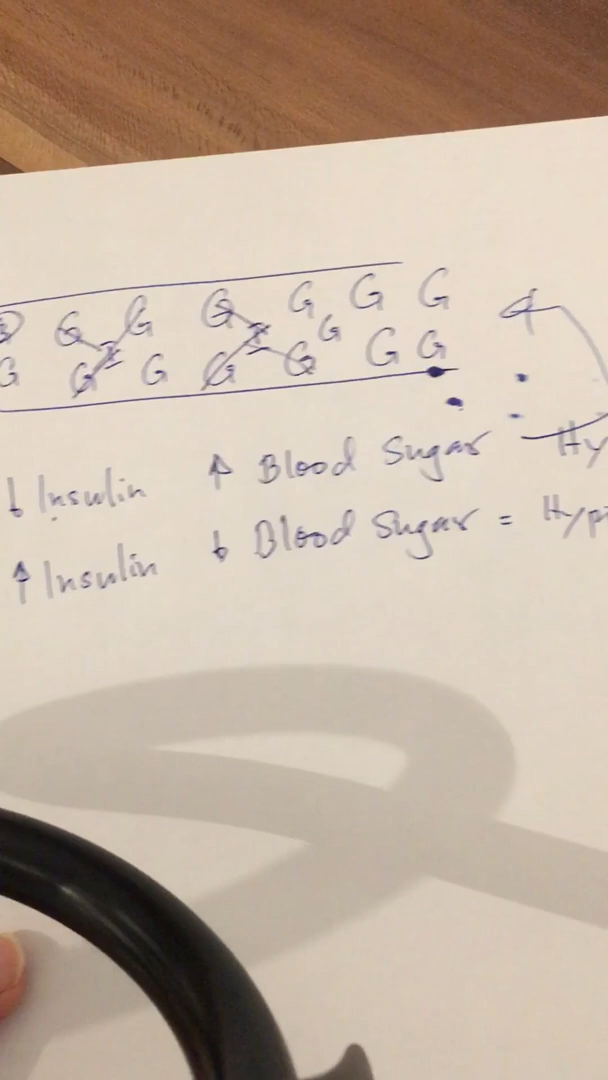 G G G G G G
G G G G G G G G G
↓ Insulin ↑ Blood Sugar - Hy
↑ Insulin ↓ Blood Sugar = Hyp